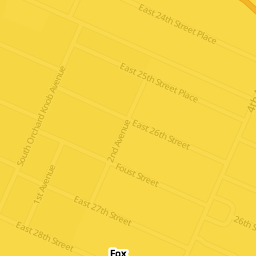 East 24th Street Place
East 25th Street Place
4th
South Orchard Knob Avenue
2nd Avenue
East 26th Street
Foust Street
1st Avenue
East 27th Street
26th
East 28th Street
Fox